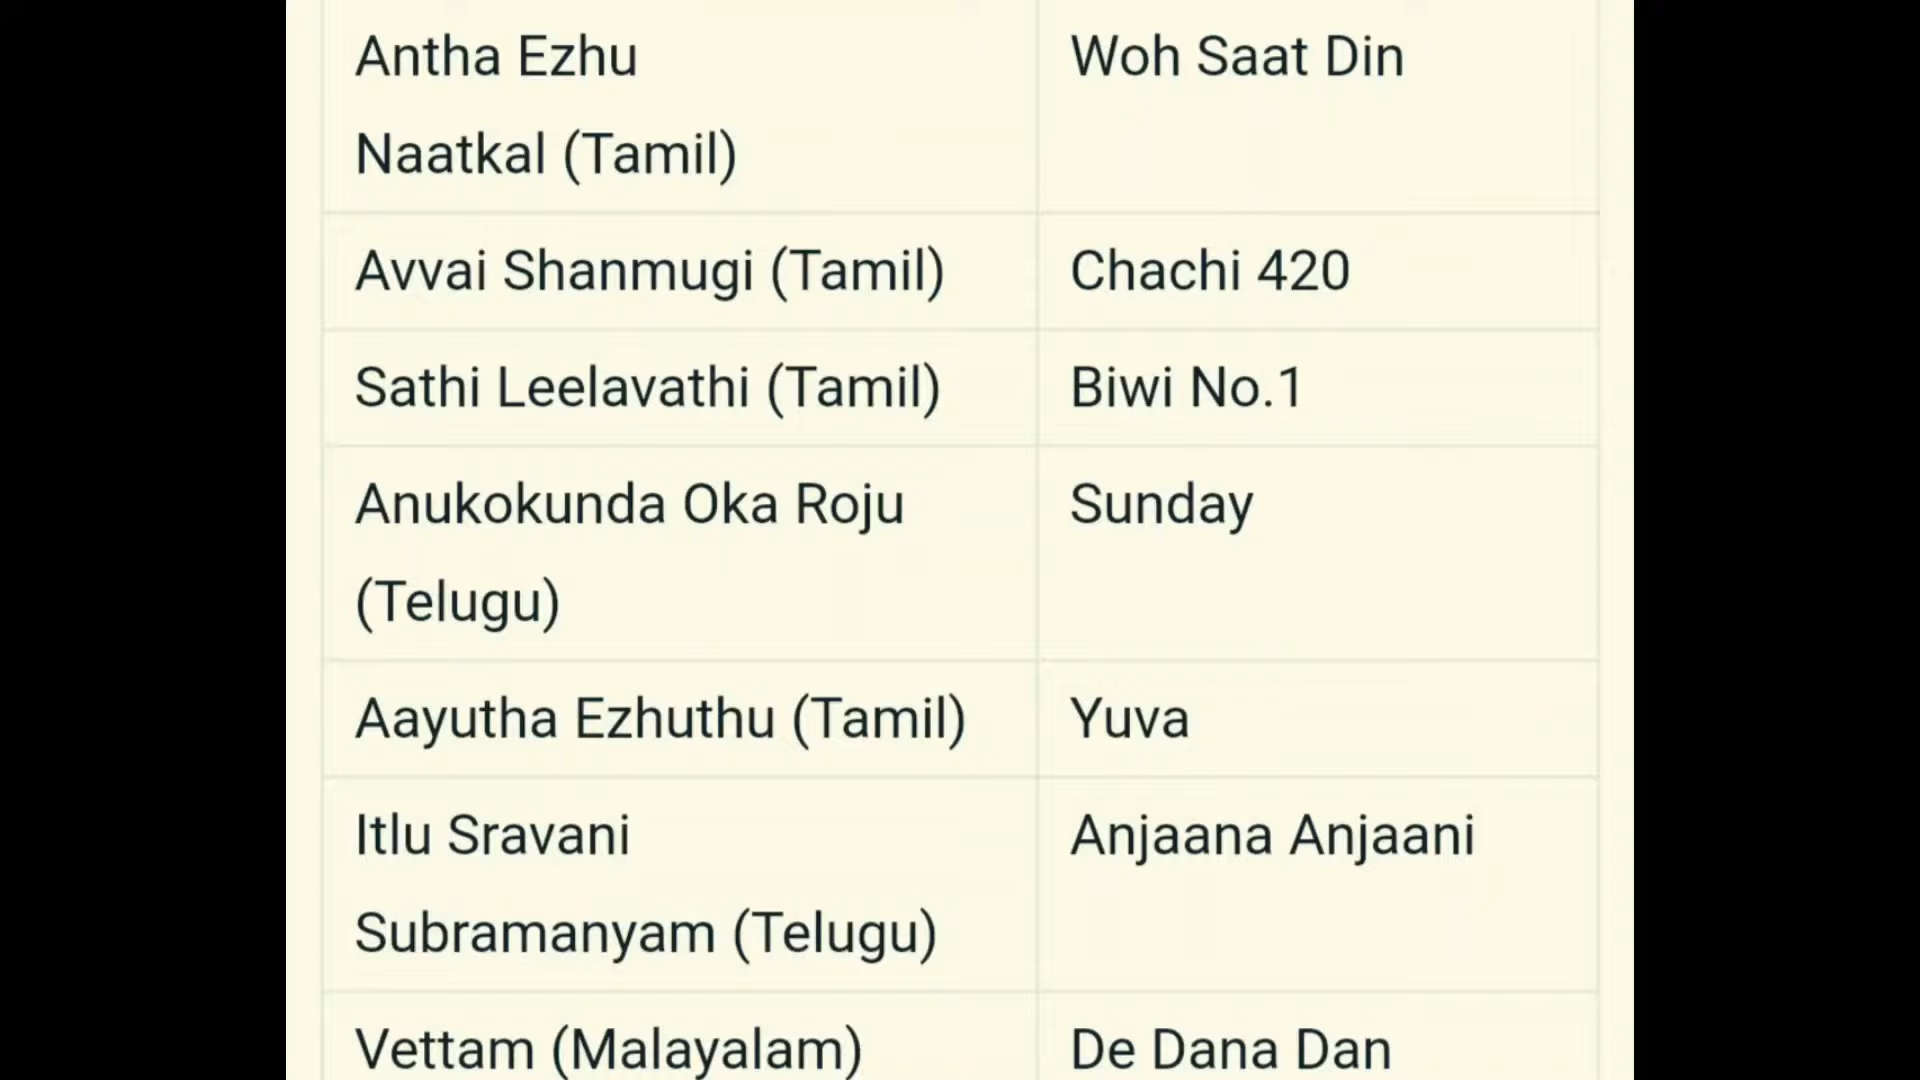 Antha Ezhu
Naatkal (Tamil)
Woh Saat Din
Avvai Shanmugi (Tamil)
Chachi 420
Sathi Leelavathi (Tamil)
Biwi No.1
Anukokunda Oka Roju
(Telugu)
Sunday
Aayutha Ezhuthu (Tamil)
Yuva
Itlu Sravani
Subramanyam (Telugu)
Anjaana Anjaani
Vettam (Malayalam)
De Dana Dan